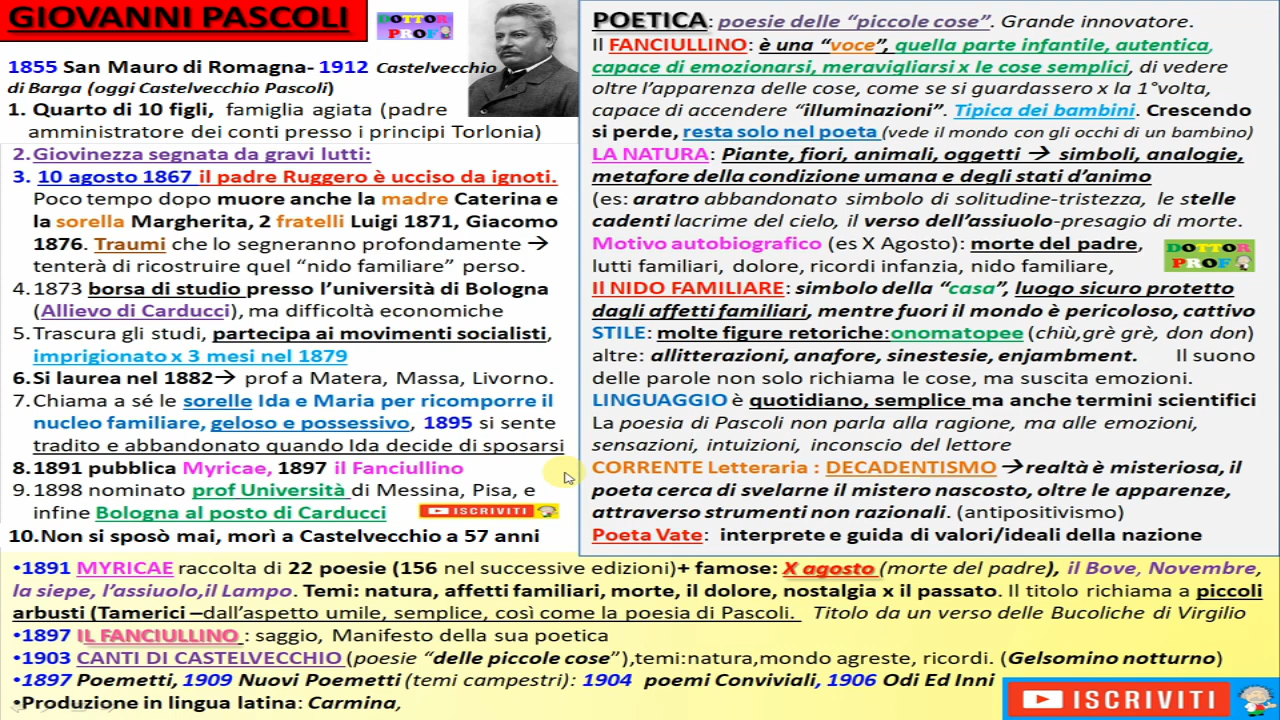 GIOVANNI PASCOLI
DOTTOR
PROF
1855 San Mauro di Romagna- 1912 Castelvecchio
di Barga (oggi Castelvecchio Pascoli)
1. Quarto di 10 figli, famiglia agiata (padre
amministratore dei conti presso i principi Torlonia)
2. Giovinezza segnata da gravi lutti:
3. 10 agosto 1867 il padre Ruggero è ucciso da ignoti.
Poco tempo dopo muore anche la madre Caterina e
la sorella Margherita, 2 fratelli Luigi 1871, Giacomo
1876. Traumi che lo segneranno profondamente →
tenterà di ricostruire quel “nido familiare” perso.
4. 1873 borsa di studio presso l’università di Bologna
(Allievo di Carducci), ma difficoltà economiche
5. Trascura gli studi, partecipa ai movimenti socialisti,
imprigionato x 3 mesi nel 1879
6. Si laurea nel 1882→ prof a Matera, Massa, Livorno.
7. Chiama a sé le sorelle Ida e Maria per ricomporre il
nucleo familiare, geloso e possessivo, 1895 si sente
tradito e abbandonato quando Ida decide di sposarsi
8. 1891 pubblica Myricae, 1897 il Fanciullino
9. 1898 nominato prof Università di Messina, Pisa, e
infine Bologna al posto di Carducci
ISCRIVITI
10. Non si sposò mai, morì a Castelvecchio a 57 anni
POETICA: poesie delle “piccole cose”. Grande innovatore.
Il FANCIULLINO: è una “voce”, quella parte infantile, autentica,
capace di emozionarsi, meravigliarsi x le cose semplici, di vedere
oltre l’apparenza delle cose, come se si guardassero x la 1°volta,
capace di accendere “illuminazioni”. Tipica dei bambini. Crescendo
si perde, resta solo nel poeta (vede il mondo con gli occhi di un bambino)
LA NATURA: Piante, fiori, animali, oggetti → simboli, analogie,
metafore della condizione umana e degli stati d’animo
(es: aratro abbandonato simbolo di solitudine-tristezza, le stelle
cadenti lacrime del cielo, il verso dell’assiuolo-presagio di morte.
Motivo autobiografico (es X Agosto): morte del padre,
DOTTOR
PROF
lutti familiari, dolore, ricordi infanzia, nido familiare,
Il NIDO FAMILIARE: simbolo della “casa”, luogo sicuro protetto
dagli affetti familiari, mentre fuori il mondo è pericoloso, cattivo
STILE: molte figure retoriche:onomatopee (chiù,grè grè, don don)
altre: allitterazioni, anafore, sinestesie, enjambment. Il suono
delle parole non solo richiama le cose, ma suscita emozioni.
LINGUAGGIO è quotidiano, semplice ma anche termini scientifici
La poesia di Pascoli non parla alla ragione, ma alle emozioni,
sensazioni, intuizioni, inconscio del lettore
CORRENTE Letteraria : DECADENTISMO →realtà è misteriosa, il
poeta cerca di svelarne il mistero nascosto, oltre le apparenze,
attraverso strumenti non razionali. (antipositivismo)
Poeta Vate: interprete e guida di valori/ideali della nazione
•1891 MYRICAE raccolta di 22 poesie (156 nel successive edizioni)+ famose: X agosto (morte del padre), il Bove, Novembre,
la siepe, l’assiuolo,il Lampo. Temi: natura, affetti familiari, morte, il dolore, nostalgia x il passato. Il titolo richiama a piccoli
arbusti (Tamerici –dall’aspetto umile, semplice, così come la poesia di Pascoli. Titolo da un verso delle Bucoliche di Virgilio
•1897 IL FANCIULLINO : saggio, Manifesto della sua poetica
•1903 CANTI DI CASTELVECCHIO (poesie “delle piccole cose”),temi:natura,mondo agreste, ricordi. (Gelsomino notturno)
•1897 Poemetti, 1909 Nuovi Poemetti (temi campestri): 1904 poemi Conviviali, 1906 Odi Ed Inni
•Produzione in lingua latina: Carmina,
ISCRIVITI